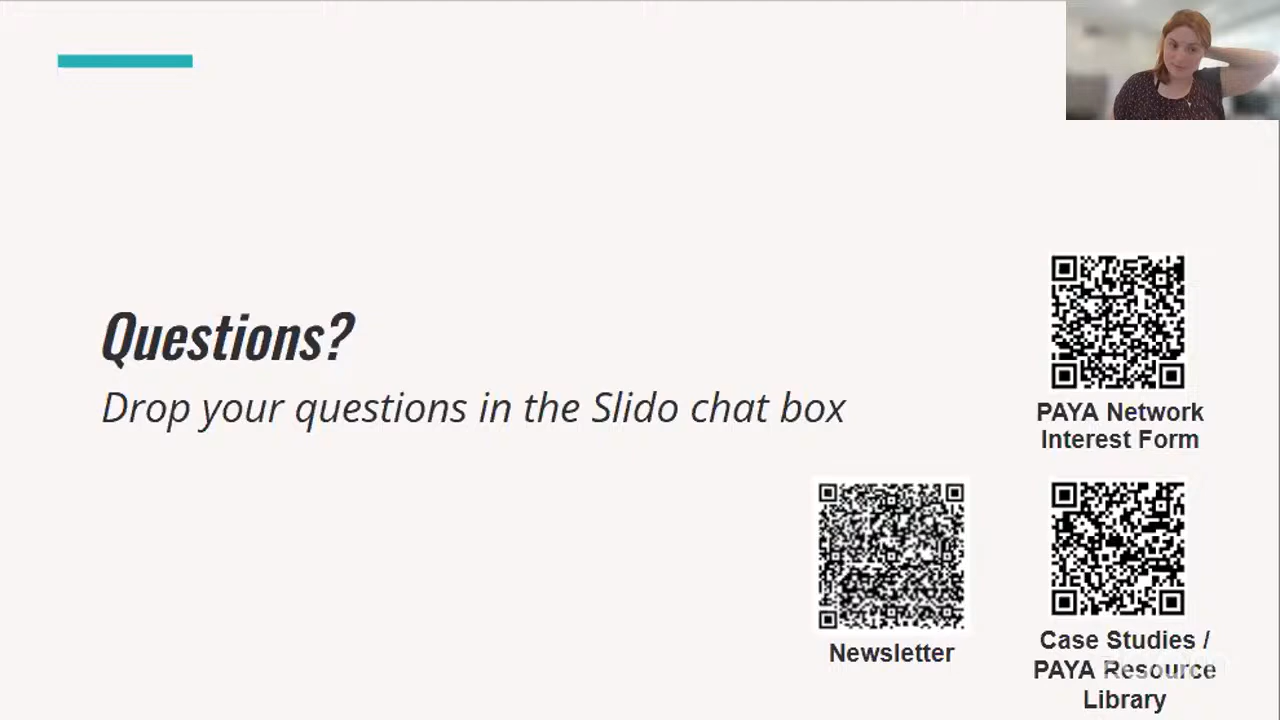 Questions?
Drop your questions in the Slido chat box
PAYA Network
Interest Form
Newsletter
Case Studies /
PAYA Resource
Library